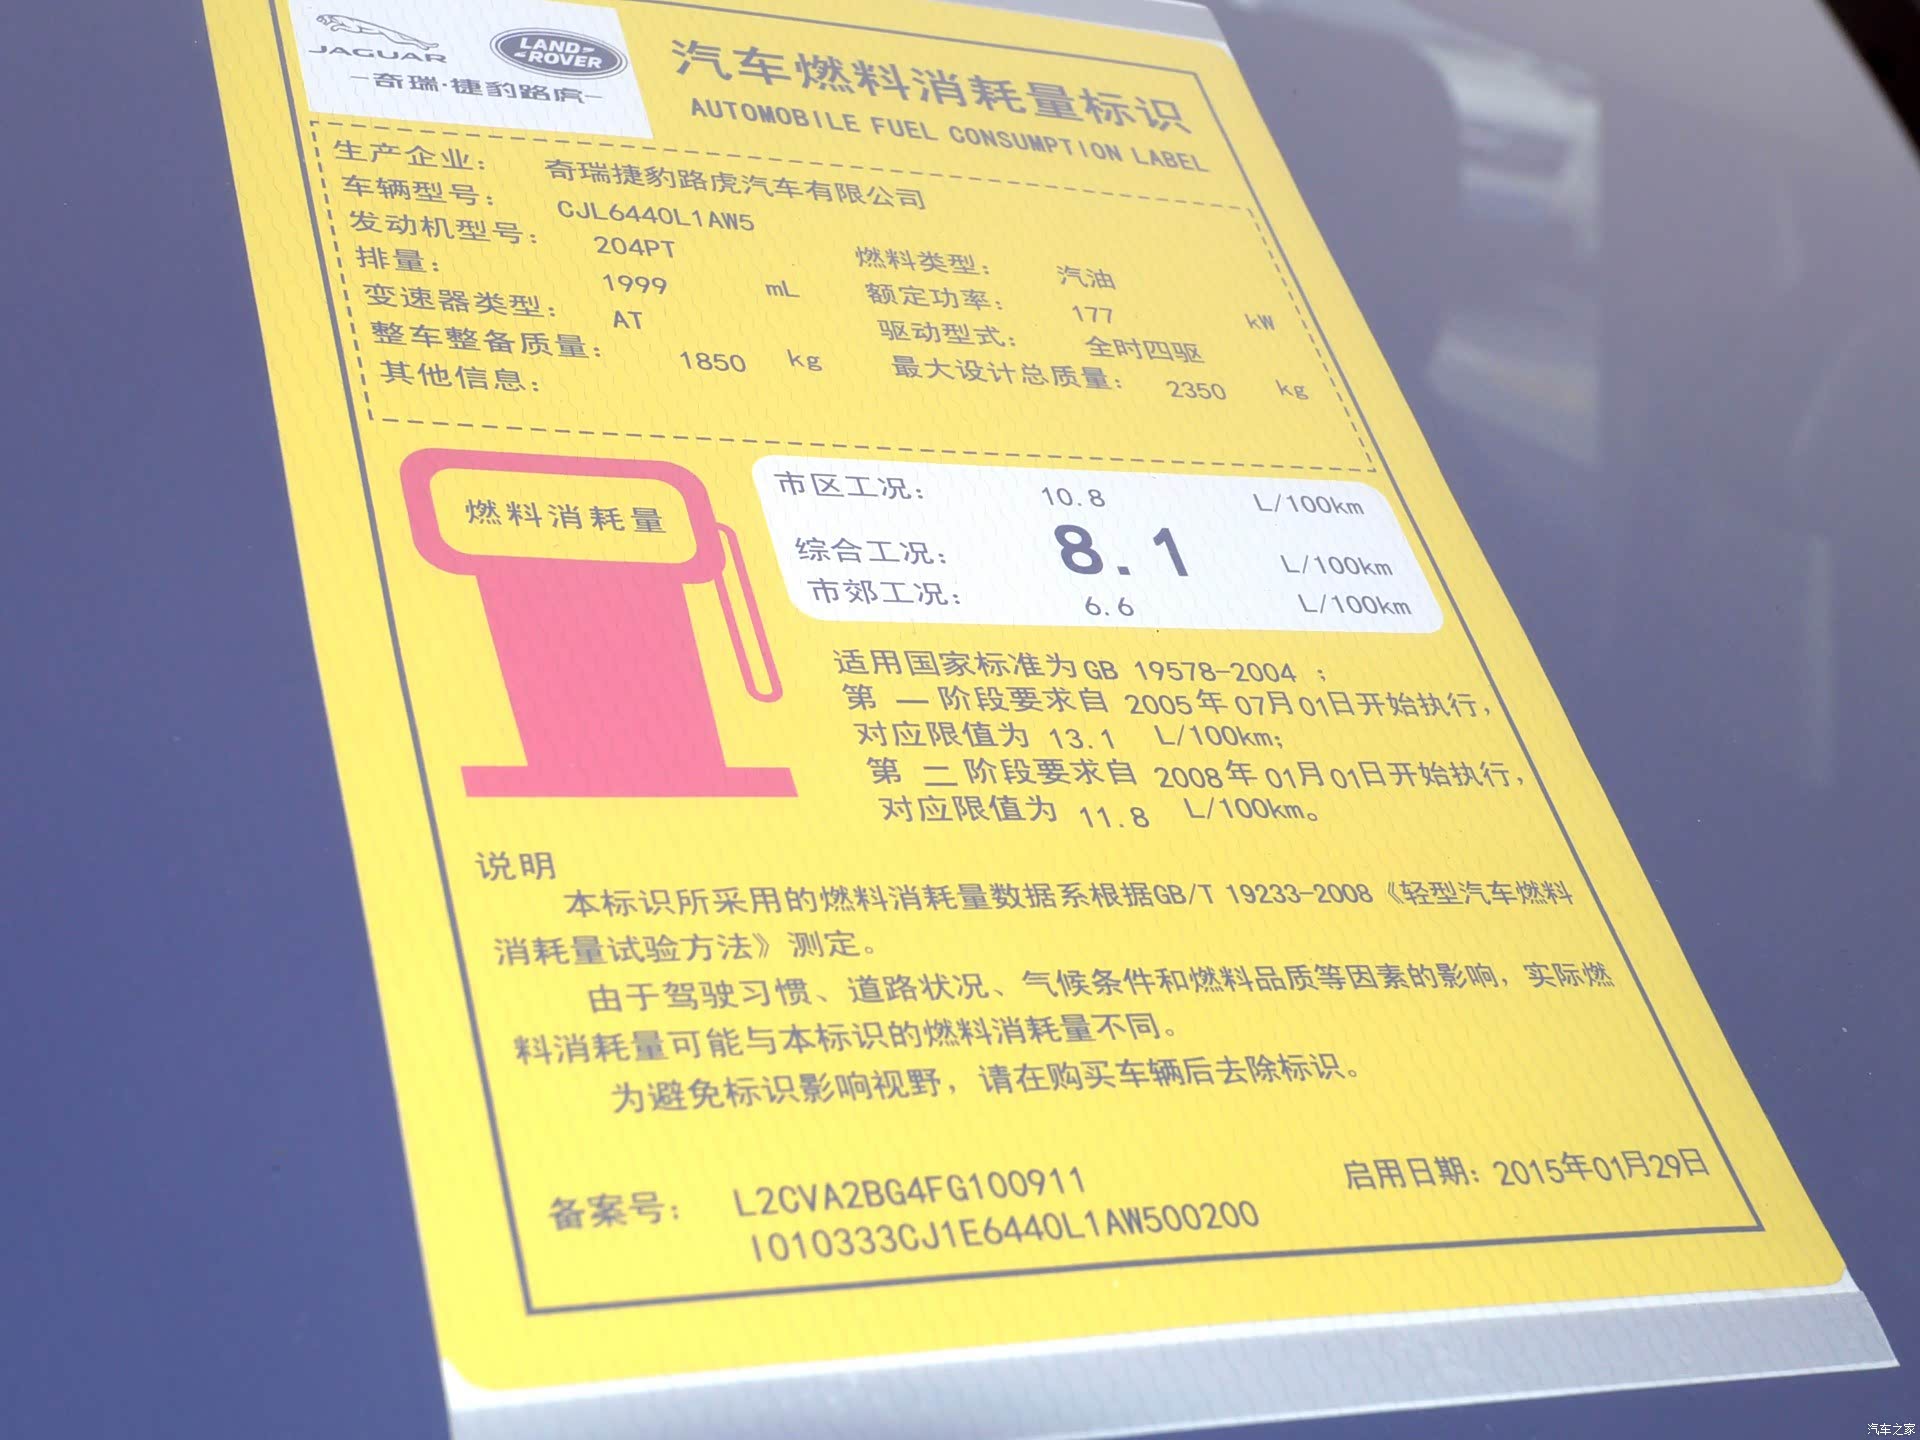 JAGUAR
LAND ROVER
—奇瑞·捷豹路虎—
汽车燃料消耗量标识
AUTOMOBILE FUEL CONSUMPTION LABEL
生产企业： 奇瑞捷豹路虎汽车有限公司
车辆型号： CJL6440L1AW5
发动机型号： 204PT 燃料类型： 汽油
排量： 1999 mL 额定功率： 177 kW
变速器类型： AT 驱动型式： 全时四驱
整车整备质量： 1850 kg 最大设计总质量： 2350 kg
其他信息：
燃料消耗量
市区工况： 10.8 L/100km
综合工况： 8.1 L/100km
市郊工况： 6.6 L/100km
适用国家标准为GB 19578-2004 ；
第 一 阶段要求自 2005年 07月 01日开始执行，
对应限值为 13.1 L/100km；
第 二 阶段要求自 2008年 01月 01日开始执行，
对应限值为 11.8 L/100km。
说明
本标识所采用的燃料消耗量数据系根据GB/T 19233-2008《轻型汽车燃料
消耗量试验方法》测定。
由于驾驶习惯、道路状况、气候条件和燃料品质等因素的影响，实际燃
料消耗量可能与本标识的燃料消耗量不同。
为避免标识影响视野，请在购买车辆后去除标识。
备案号： L2CVA2BG4FG100911 启用日期：2015年01月29日
I010333CJ1E6440L1AW500200
汽车之家